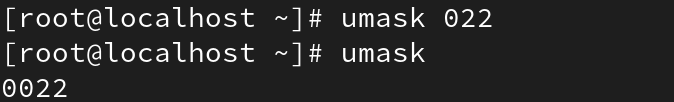 [root@localhost ~]# umask 022
[root@localhost ~]# umask
0022